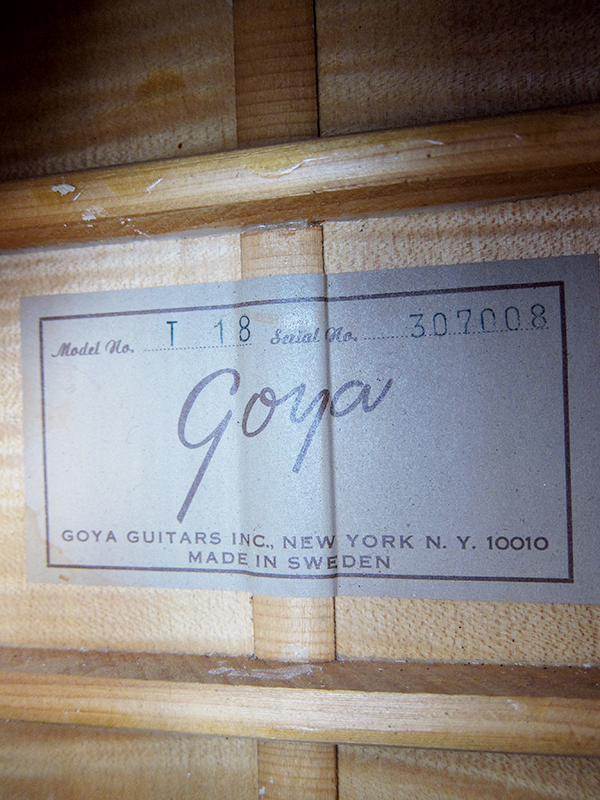 Model No. T 18 Serial No. 307008
Goya
GOYA GUITARS INC., NEW YORK N. Y. 10010
MADE IN SWEDEN